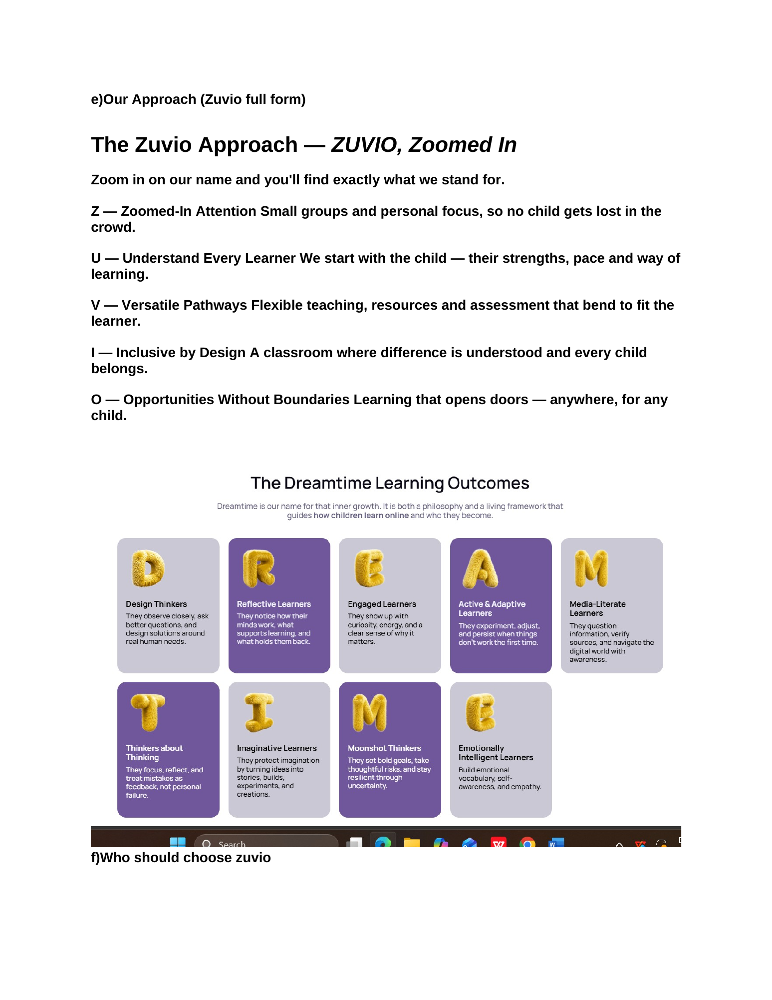 e)Our Approach (Zuvio full form)
The Zuvio Approach — ZUVIO, Zoomed In
Zoom in on our name and you'll find exactly what we stand for.
Z — Zoomed-In Attention Small groups and personal focus, so no child gets lost in the
crowd.
U — Understand Every Learner We start with the child — their strengths, pace and way of
learning.
V — Versatile Pathways Flexible teaching, resources and assessment that bend to fit the
learner.
I — Inclusive by Design A classroom where difference is understood and every child
belongs.
O — Opportunities Without Boundaries Learning that opens doors — anywhere, for any
child.
The Dreamtime Learning Outcomes
Dreamtime is our name for that inner growth. It is both a philosophy and a living framework that
guides how children learn online and who they become.
D
Design Thinkers
They observe closely, ask
better questions, and
design solutions around
real human needs.
R
Reflective Learners
They notice how their
minds work, what
supports learning, and
what holds them back.
E
Engaged Learners
They show up with
curiosity, energy, and a
clear sense of why it
matters.
A
Active & Adaptive
Learners
They experiment, adjust,
and persist when things
don't work the first time.
M
Media-Literate
Learners
They question
information, verify
sources, and navigate the
digital world with
awareness.
T
Thinkers about
Thinking
They focus, reflect, and
treat mistakes as
feedback, not personal
failure.
I
Imaginative Learners
They protect imagination
by turning ideas into
stories, builds,
experiments, and
creations.
M
Moonshot Thinkers
They set bold goals, take
thoughtful risks, and stay
resilient through
uncertainty.
E
Emotionally
Intelligent Learners
Build emotional
vocabulary, self-
awareness, and empathy.
Search
f)Who should choose zuvio